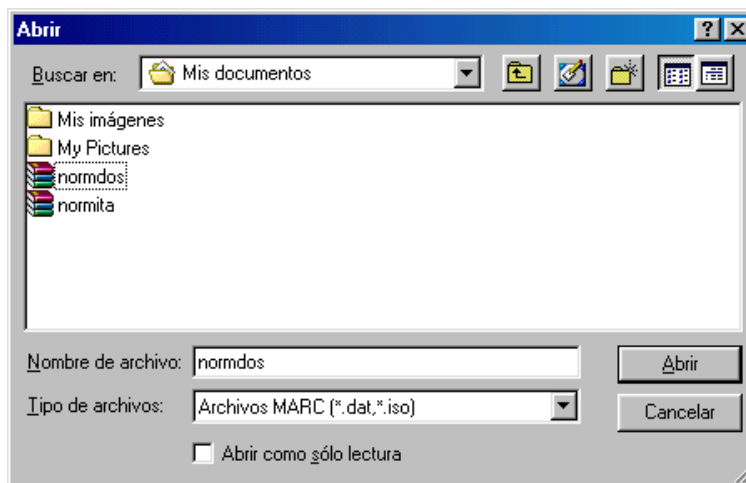 Abrir
Buscar en: Mis documentos
Mis imágenes
My Pictures
normdos
normita
Nombre de archivo: normdos Abrir
Tipo de archivos: Archivos MARC (*.dat,*.iso) Cancelar
Abrir como sólo lectura